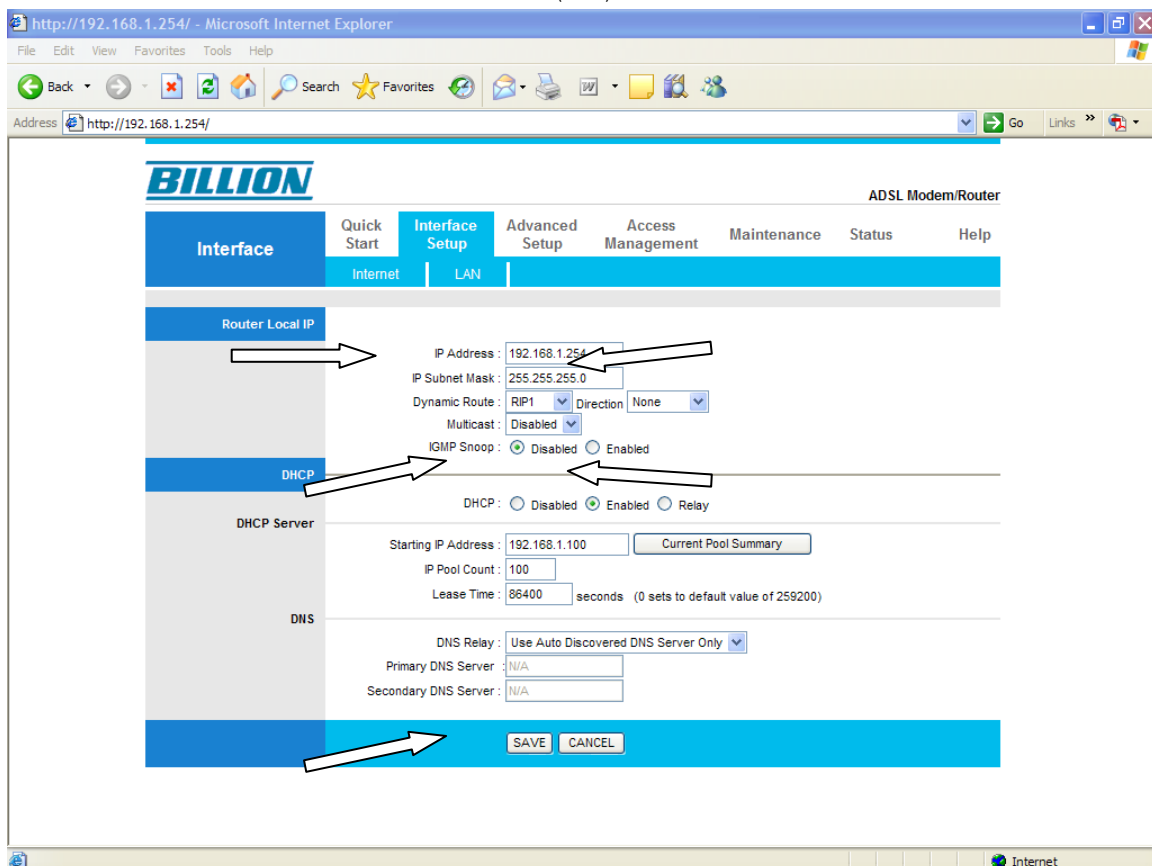 http://192.168.1.254/ - Microsoft Internet Explorer
File Edit View Favorites Tools Help
Back Search Favorites
Address http://192.168.1.254/ Go Links »
BILLION
ADSL Modem/Router
Interface
Quick Start Interface Setup Advanced Setup Access Management Maintenance Status Help
Internet LAN
Router Local IP
IP Address : 192.168.1.254
IP Subnet Mask : 255.255.255.0
Dynamic Route : RIP1 Direction None
Multicast : Disabled
IGMP Snoop : Disabled Enabled
DHCP
DHCP : Disabled Enabled Relay
DHCP Server
Starting IP Address : 192.168.1.100 Current Pool Summary
IP Pool Count : 100
Lease Time : 86400 seconds (0 sets to default value of 259200)
DNS
DNS Relay : Use Auto Discovered DNS Server Only
Primary DNS Server : N/A
Secondary DNS Server : N/A
SAVE CANCEL
Internet